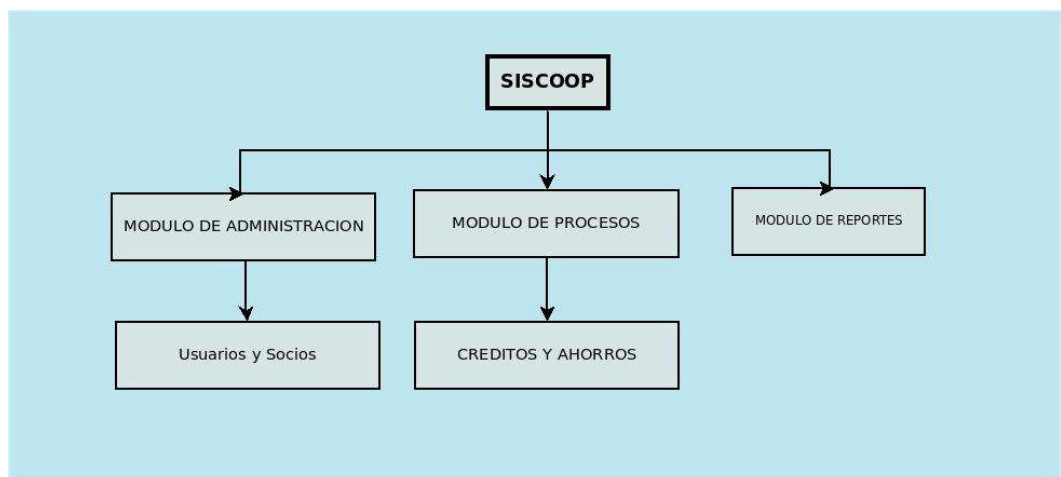 SISCOOP
MODULO DE ADMINISTRACION
MODULO DE PROCESOS
MODULO DE REPORTES
Usuarios y Socios
CREDITOS Y AHORROS